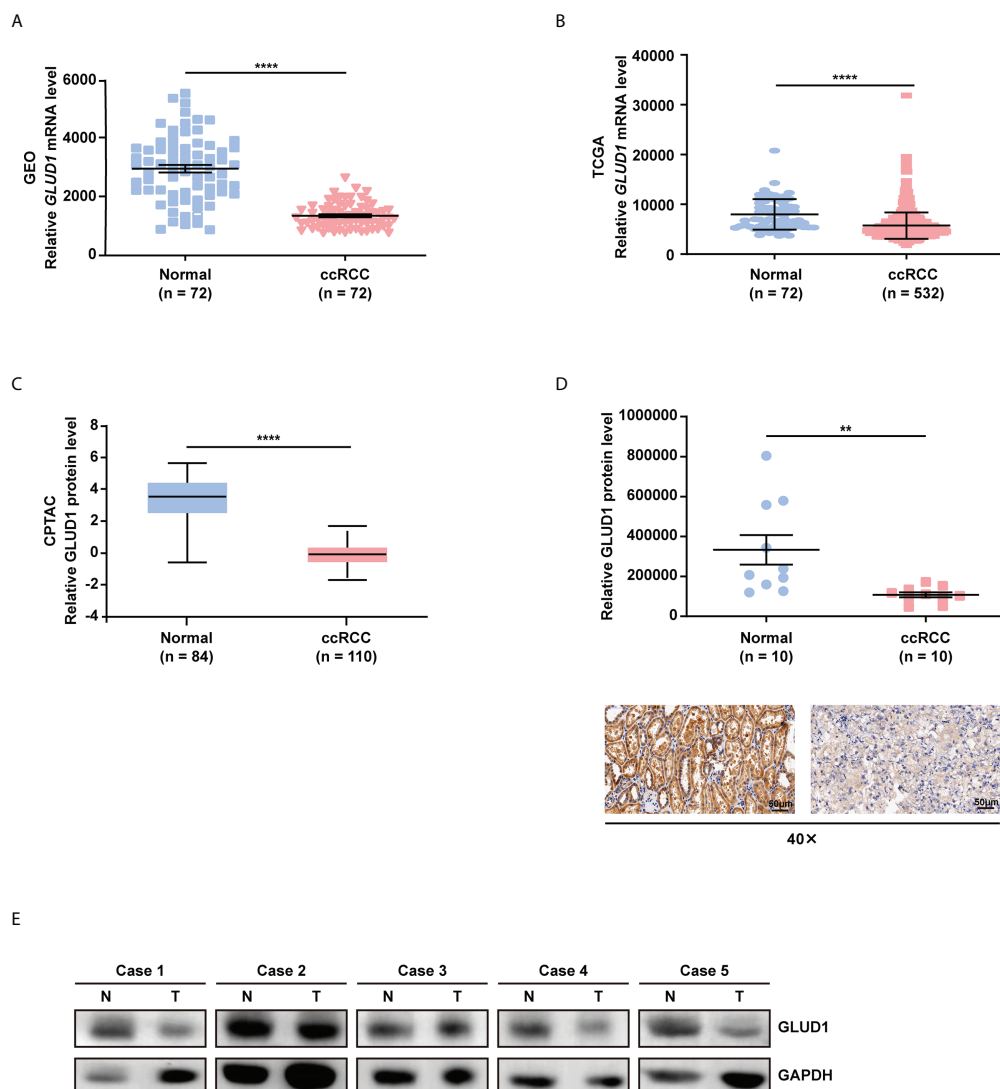 A
GEO
Relative GLUD1 mRNA level
6000
4000
2000
0
****
Normal
(n = 72)
ccRCC
(n = 72)
B
TCGA
Relative GLUD1 mRNA level
40000
30000
20000
10000
0
****
Normal
(n = 72)
ccRCC
(n = 532)
C
CPTAC
Relative GLUD1 protein level
8
6
4
2
0
-2
-4
****
Normal
(n = 84)
ccRCC
(n = 110)
D
Relative GLUD1 protein level
1000000
800000
600000
400000
200000
0
**
Normal
(n = 10)
ccRCC
(n = 10)
50μm
50μm
40×
E
Case 1 Case 2 Case 3 Case 4 Case 5
N T N T N T N T N T
GLUD1
GAPDH